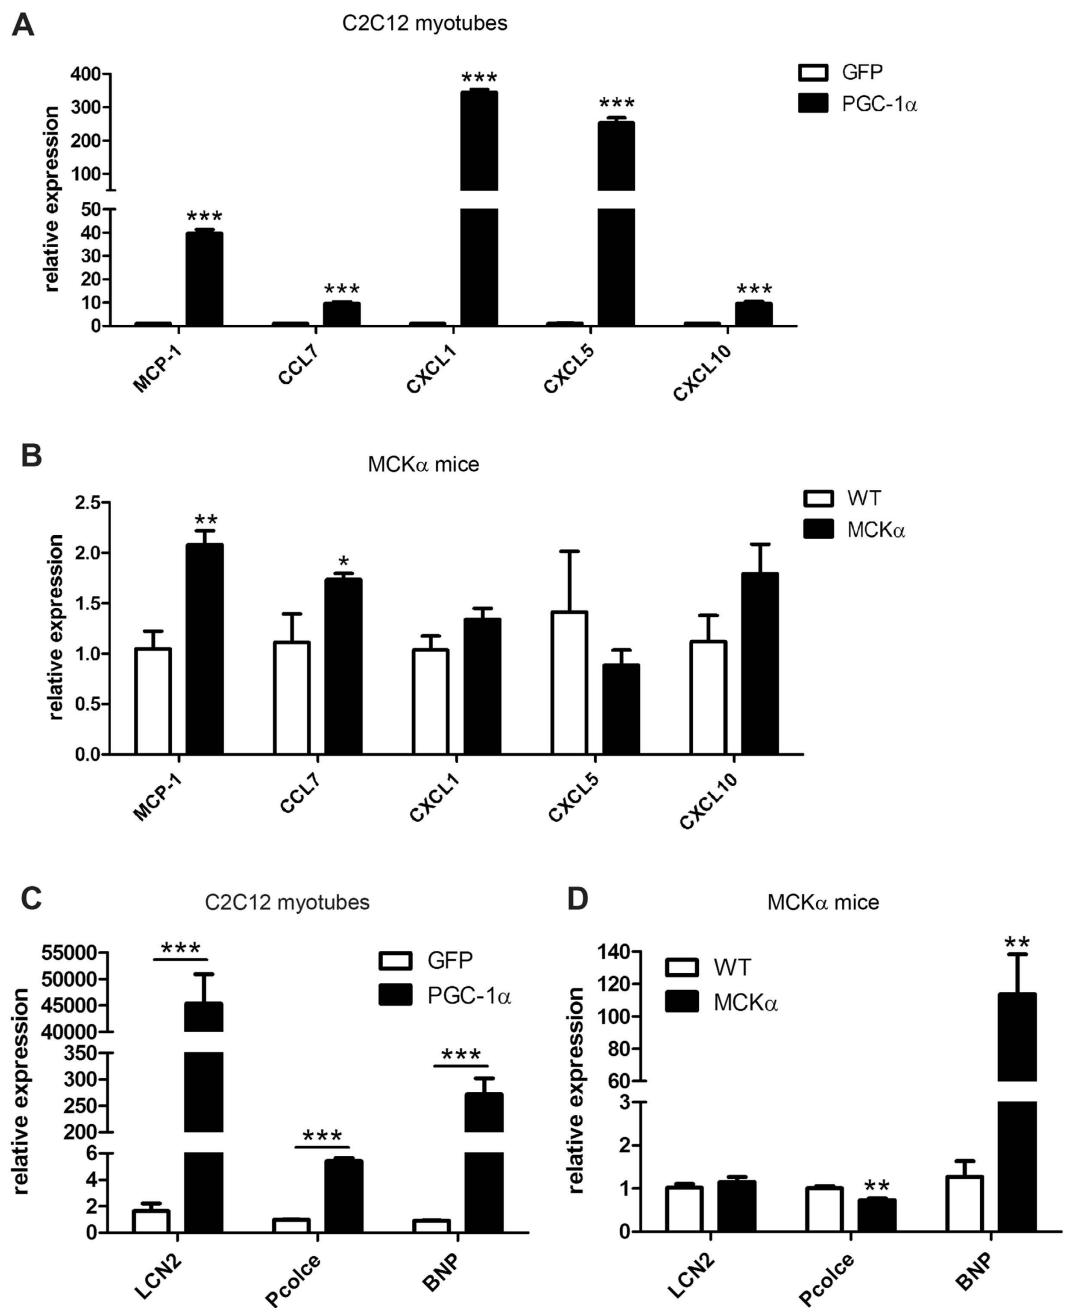 A
C2C12 myotubes
GFP
PGC-1α
relative expression
400
300
200
100
50
40
30
20
10
0
***
***
***
***
***
MCP-1
CCL7
CXCL1
CXCL5
CXCL10
B
MCKα mice
WT
MCKα
relative expression
2.5
2.0
1.5
1.0
0.5
0.0
**
*
MCP-1
CCL7
CXCL1
CXCL5
CXCL10
C
C2C12 myotubes
GFP
PGC-1α
relative expression
55000
50000
45000
40000
350
300
250
200
6
4
2
0
***
***
***
LCN2
Pcolce
BNP
D
MCKα mice
WT
MCKα
relative expression
140
120
100
80
60
3
2
1
0
**
**
LCN2
Pcolce
BNP